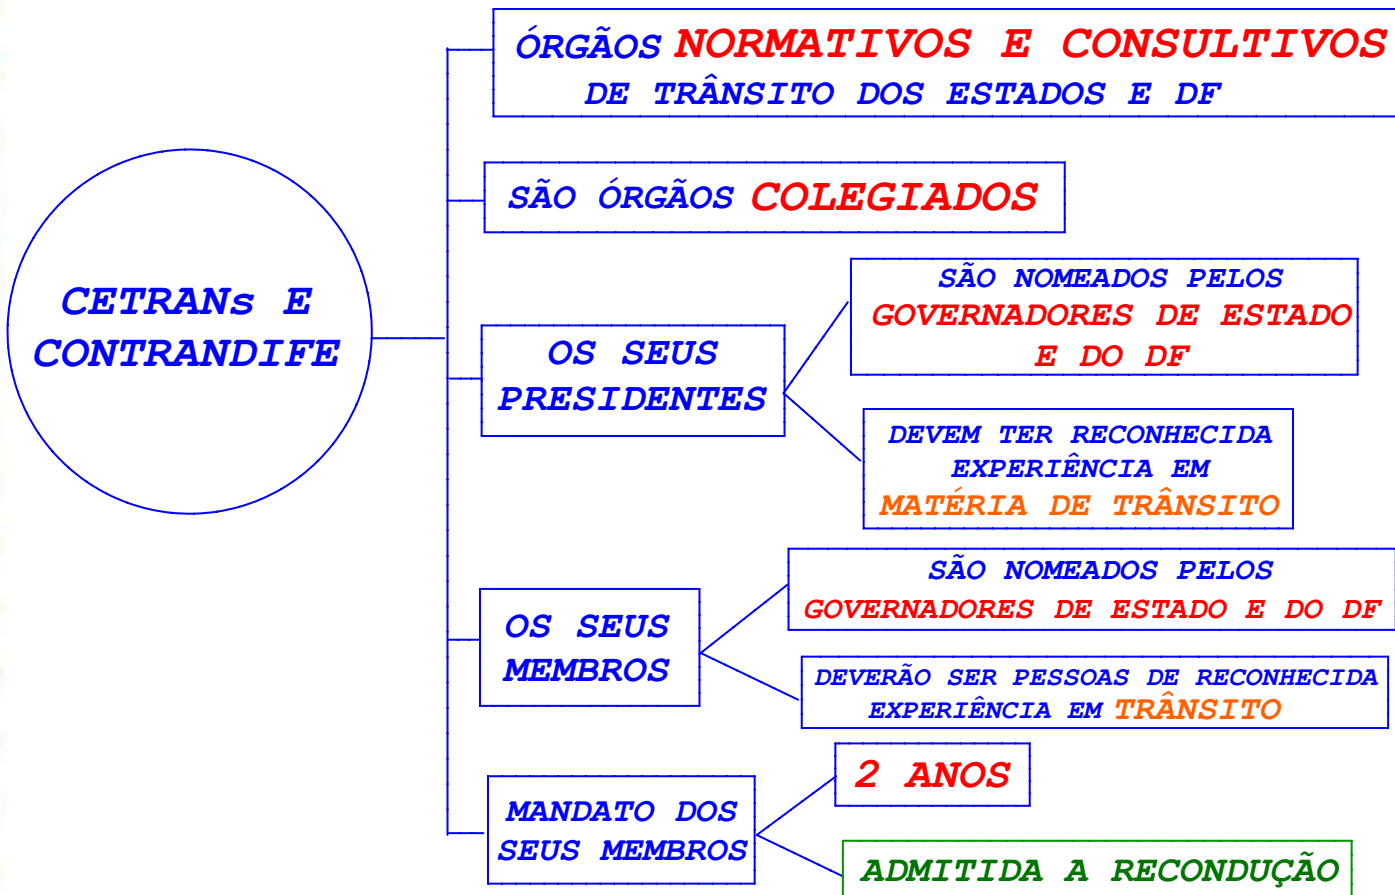 ÓRGÃOS NORMATIVOS E CONSULTIVOS
DE TRÂNSITO DOS ESTADOS E DF
SÃO ÓRGÃOS COLEGIADOS
CETRANs E
CONTRANDIFE
OS SEUS
PRESIDENTES
SÃO NOMEADOS PELOS
GOVERNADORES DE ESTADO
E DO DF
DEVEM TER RECONHECIDA
EXPERIÊNCIA EM
MATÉRIA DE TRÂNSITO
OS SEUS
MEMBROS
SÃO NOMEADOS PELOS
GOVERNADORES DE ESTADO E DO DF
DEVERÃO SER PESSOAS DE RECONHECIDA
EXPERIÊNCIA EM TRÂNSITO
MANDATO DOS
SEUS MEMBROS
2 ANOS
ADMITIDA A RECONDUÇÃO